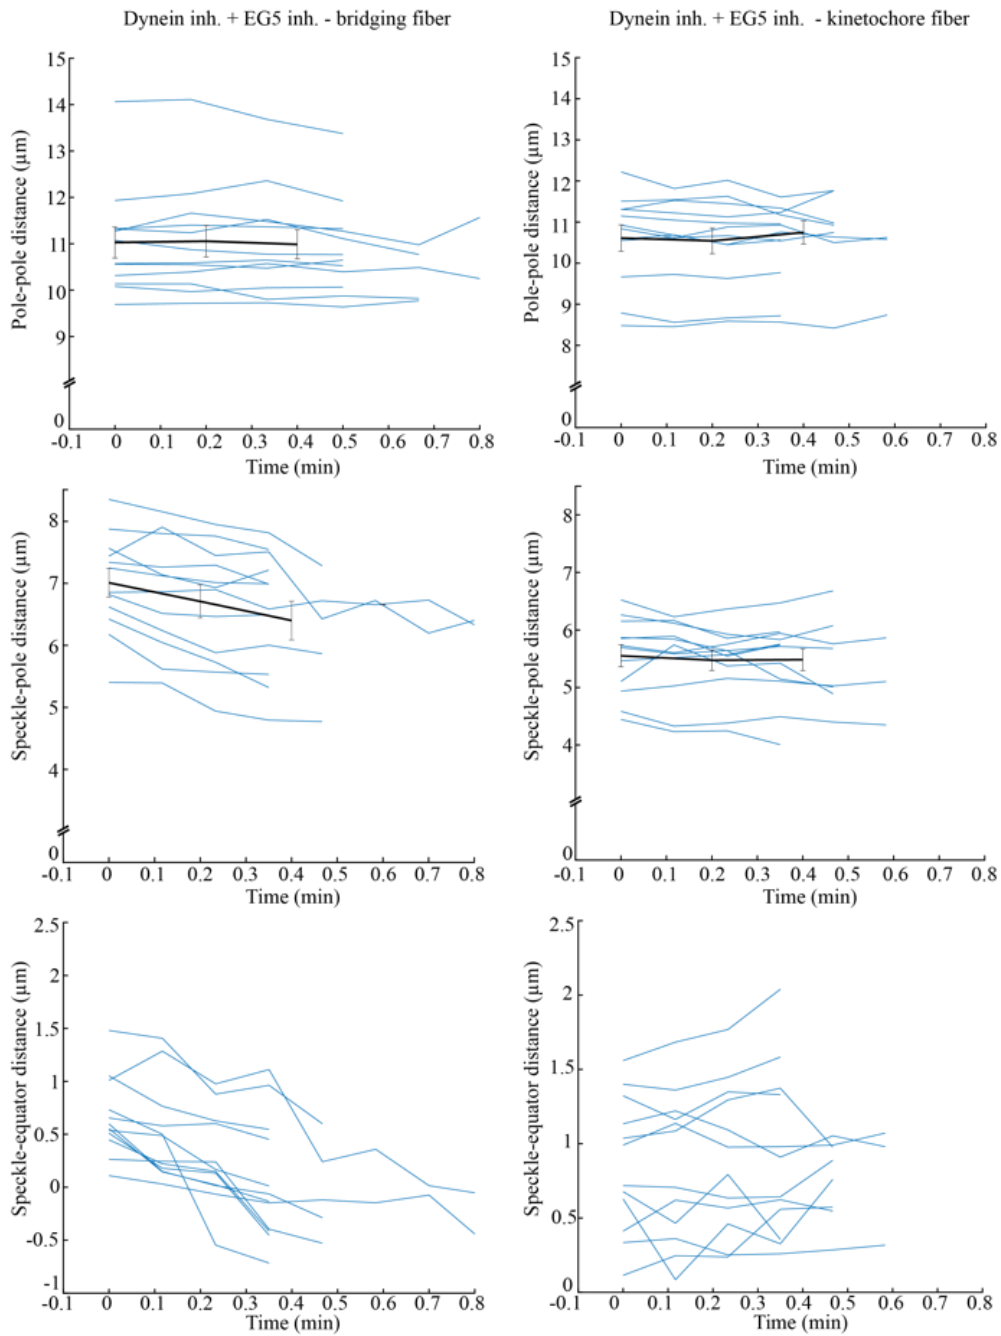 Dynein inh. + EG5 inh. - bridging fiber
Dynein inh. + EG5 inh. - kinetochore fiber
Pole-pole distance (µm)
15
14
13
12
11
10
9
0
-0.1 0 0.1 0.2 0.3 0.4 0.5 0.6 0.7 0.8
Time (min)
Pole-pole distance (µm)
15
14
13
12
11
10
9
8
0
-0.1 0 0.1 0.2 0.3 0.4 0.5 0.6 0.7 0.8
Time (min)
Speckle-pole distance (µm)
8
7
6
5
4
0
-0.1 0 0.1 0.2 0.3 0.4 0.5 0.6 0.7 0.8
Time (min)
Speckle-pole distance (µm)
8
7
6
5
4
0
-0.1 0 0.1 0.2 0.3 0.4 0.5 0.6 0.7 0.8
Time (min)
Speckle-equator distance (µm)
2.5
2
1.5
1
0.5
0
-0.5
-1
-0.1 0 0.1 0.2 0.3 0.4 0.5 0.6 0.7 0.8
Time (min)
Speckle-equator distance (µm)
2.5
2
1.5
1
0.5
0
-0.1 0 0.1 0.2 0.3 0.4 0.5 0.6 0.7 0.8
Time (min)